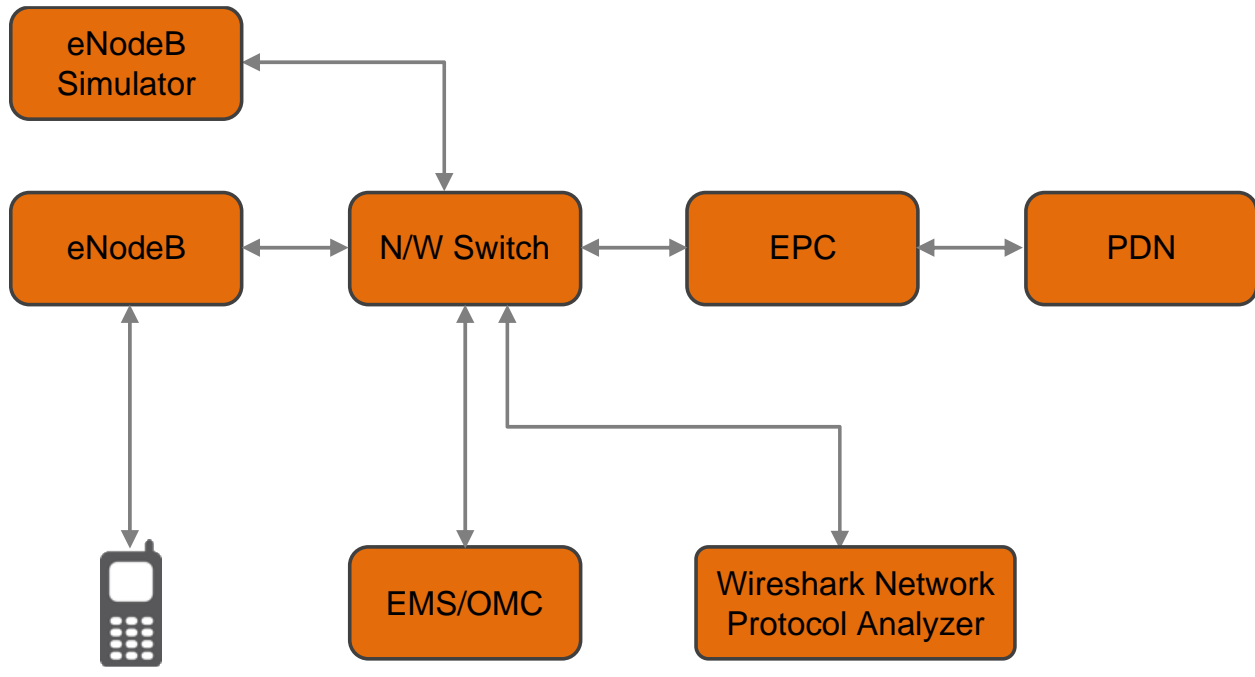 eNodeB
Simulator
eNodeB
N/W Switch
EPC
PDN
EMS/OMC
Wireshark Network
Protocol Analyzer